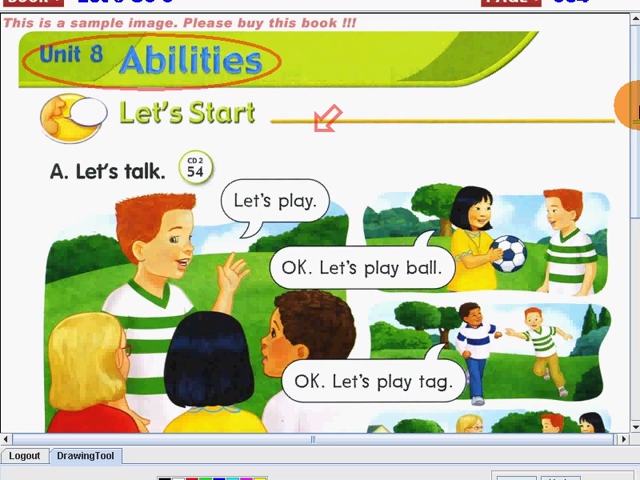 This is a sample image. Please buy this book !!!
Unit 8 Abilities
Let's Start
A. Let's talk.
CD 2
54
Let's play.
OK. Let's play ball.
OK. Let's play tag.
Logout
DrawingTool